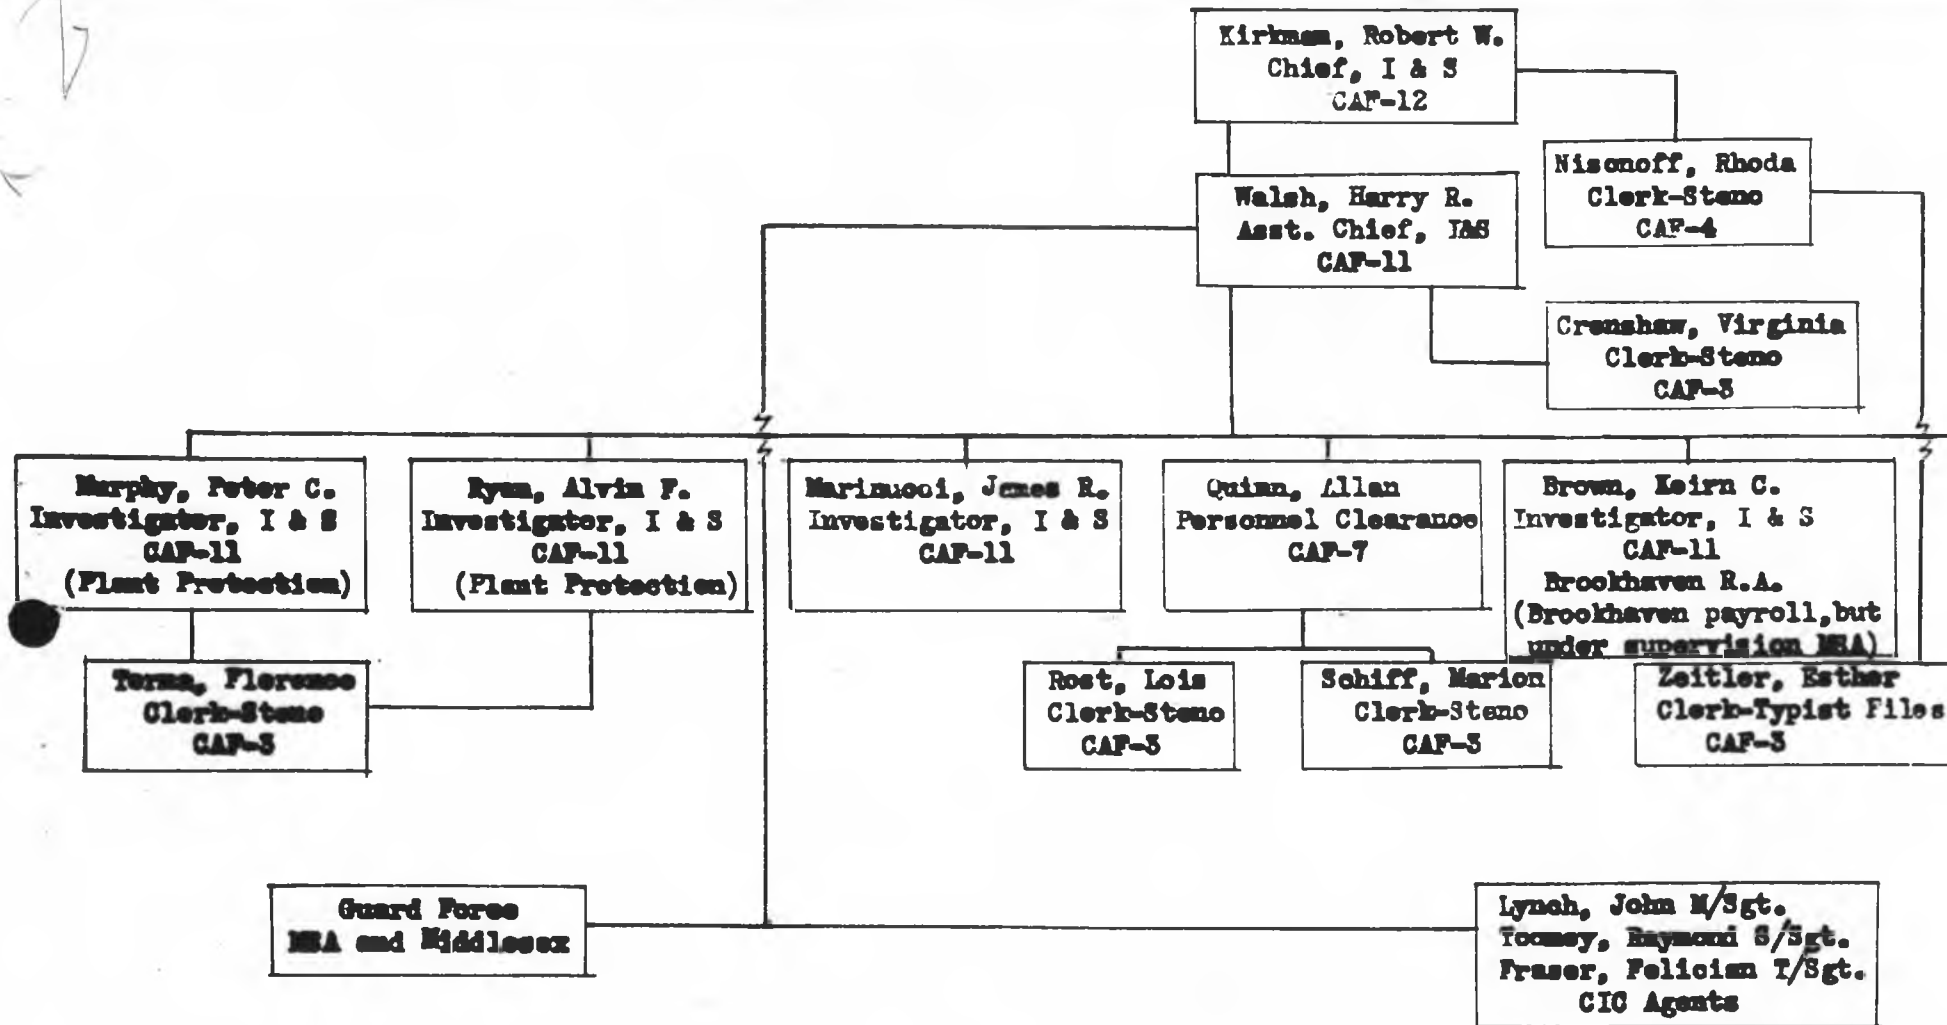 Kirkman, Robert W.
Chief, I & S
CAF-12
Nisonoff, Rhoda
Clerk-Steno
CAF-4
Walsh, Harry R.
Asst. Chief, I&S
CAF-11
Crenshaw, Virginia
Clerk-Steno
CAF-3
Murphy, Peter C.
Investigator, I & S
CAF-11
(Plant Protection)
Ryan, Alvin F.
Investigator, I & S
CAF-11
(Plant Protection)
Marinucci, James R.
Investigator, I & S
CAF-11
Quinn, Allan
Personnel Clearance
CAF-7
Brown, Keirn C.
Investigator, I & S
CAF-11
Brookhaven R.A.
(Brookhaven payroll,but
under supervision
Florence
Clerk-Steno
CAF-3
Rost, Lois
Clerk-Steno
CAF-3
Schiff, Marion
Clerk-Steno
CAF-3
Zeitler, Esther
Clerk-Typist Files
CAF-3
Guard Force
and Middlesex
Lynch, John M/Sgt.
Toomey, Raymond S/Sgt.
Fraser, Felician T/Sgt.
CIC Agents